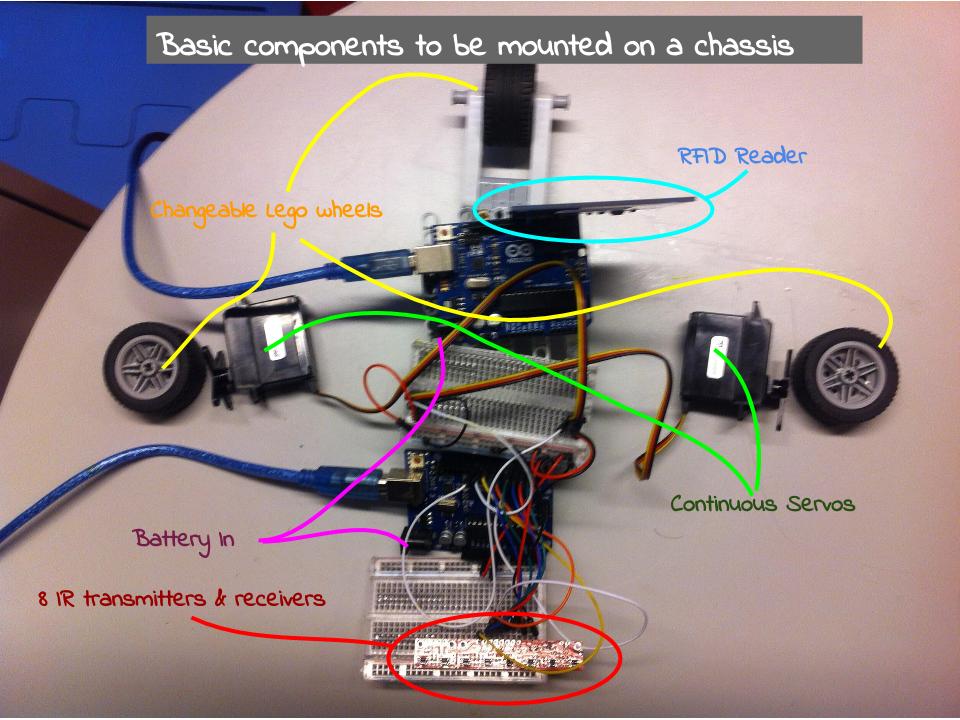 Basic components to be mounted on a chassis
RFID Reader
Changeable Lego wheels
Continuous Servos
Battery In
8 IR transmitters & receivers